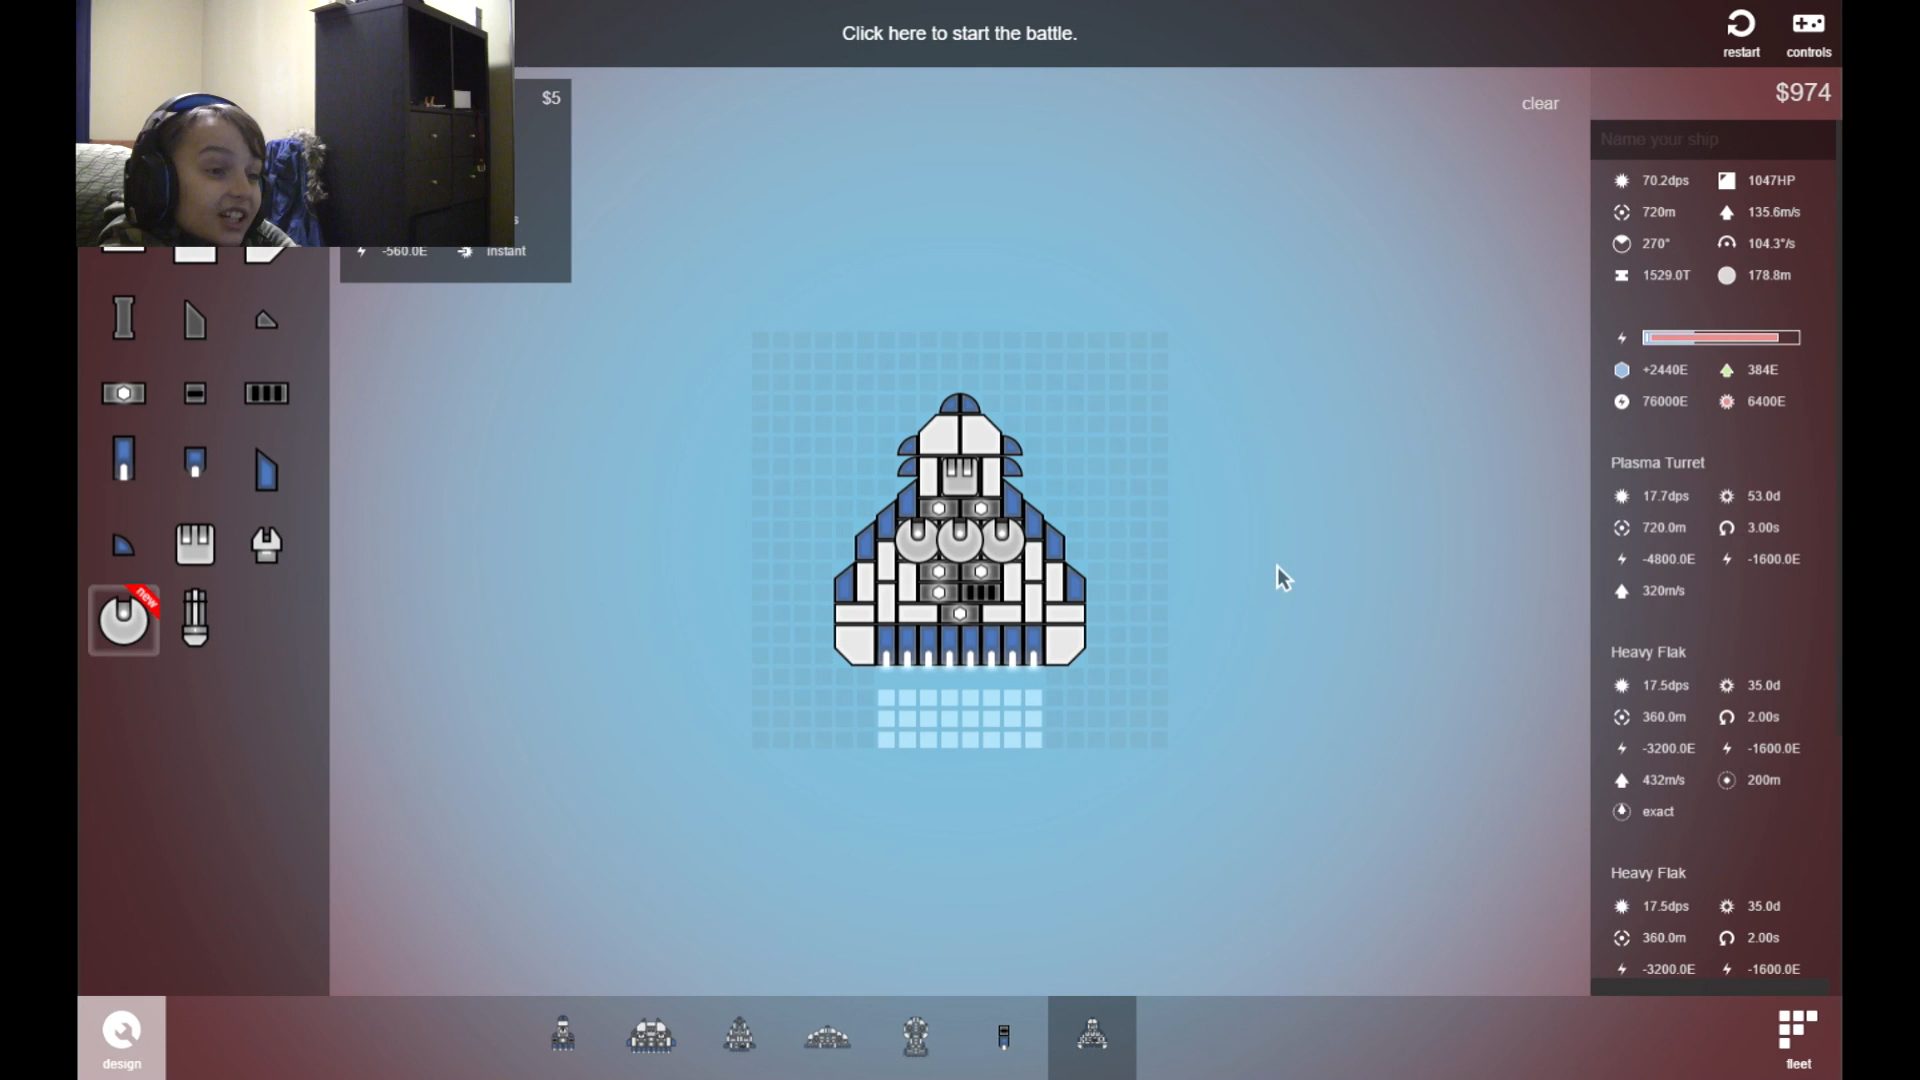 Click here to start the battle.
restart
controls
$5
clear
$974
Name your ship
70.2dps
1047HP
720m
135.6m/s
270°
104.3°/s
1529.0T
178.8m
s
-560.0E
instant
+2440E
384E
76000E
6400E
Plasma Turret
17.7dps
53.0d
720.0m
3.00s
-4800.0E
-1600.0E
320m/s
new
Heavy Flak
17.5dps
35.0d
360.0m
2.00s
-3200.0E
-1600.0E
432m/s
200m
exact
Heavy Flak
17.5dps
35.0d
360.0m
2.00s
-3200.0E
-1600.0E
design
fleet